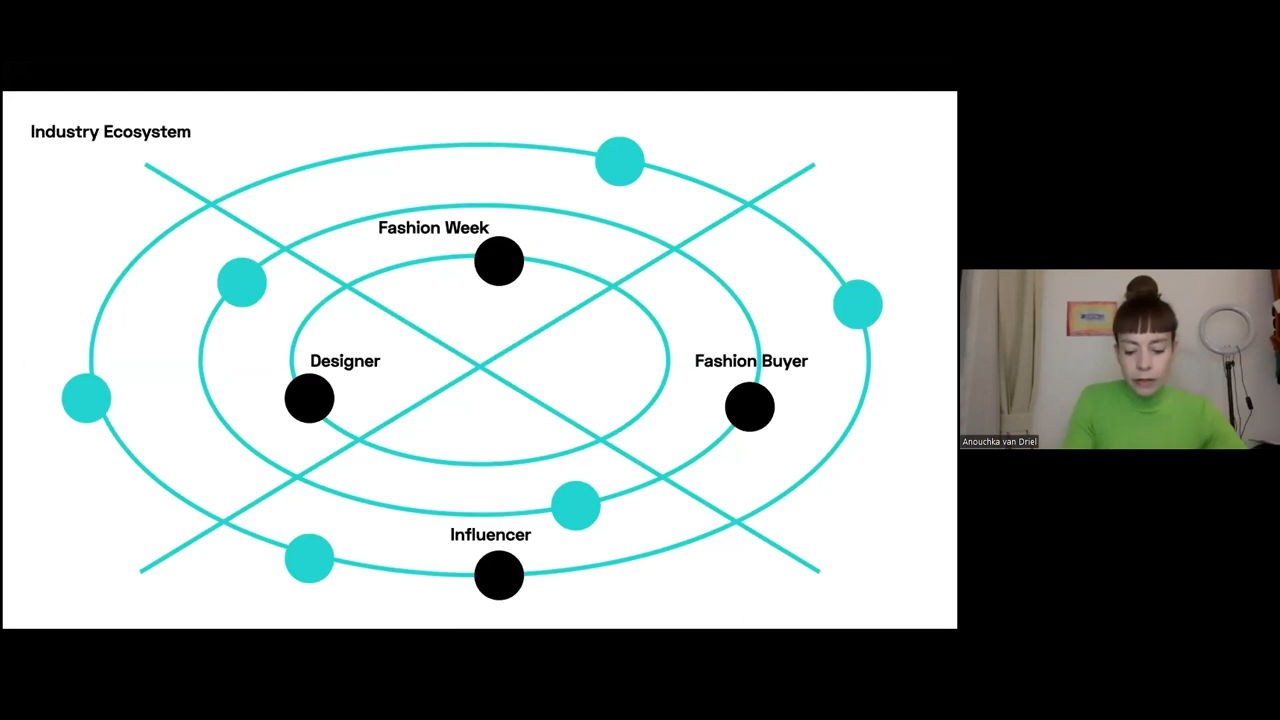 Industry Ecosystem
Fashion Week
Designer
Fashion Buyer
Influencer
Anouchka van Driel